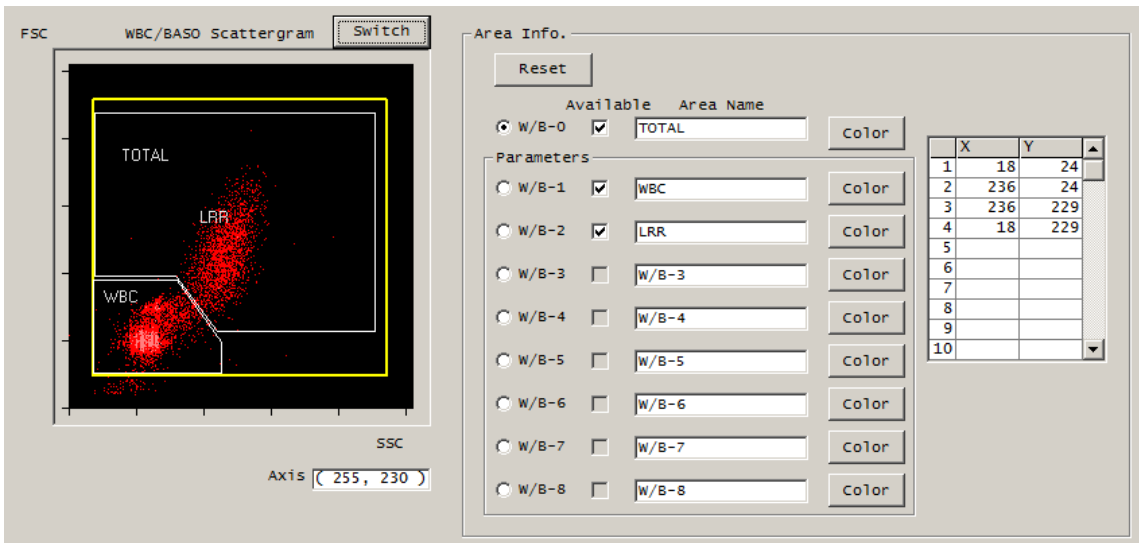 FSC WBC/BASO Scattergram Switch
TOTAL
LRR
WBC
SSC
Axis ( 255, 230 )
Area Info.
Reset
Available Area Name
W/B-0 TOTAL Color
Parameters
W/B-1 WBC Color
W/B-2 LRR Color
W/B-3 W/B-3 Color
W/B-4 W/B-4 Color
W/B-5 W/B-5 Color
W/B-6 W/B-6 Color
W/B-7 W/B-7 Color
W/B-8 W/B-8 Color
X Y
1 18 24
2 236 24
3 236 229
4 18 229
5
6
7
8
9
10